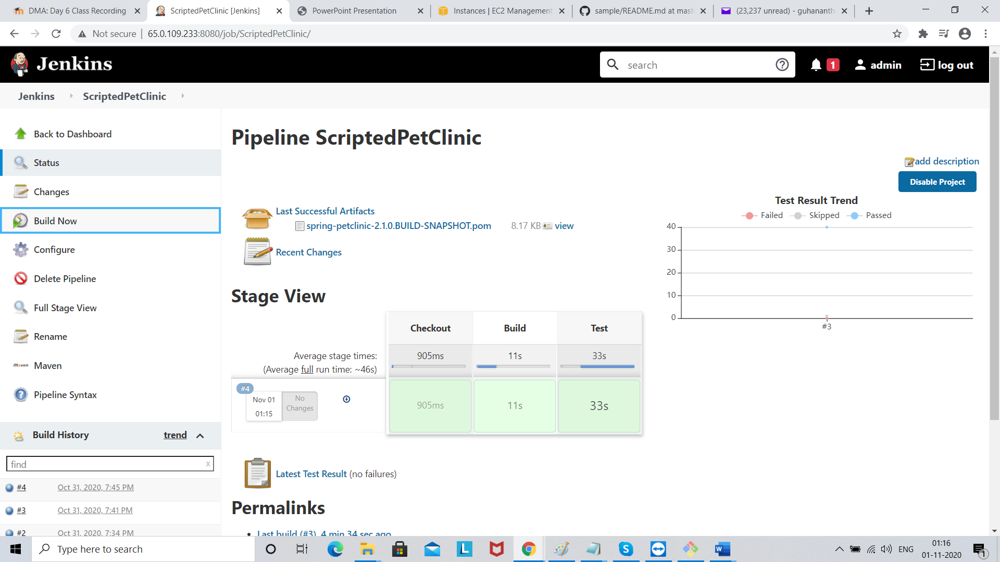 DMA: Day 6 Class Recording
ScriptedPetClinic [Jenkins]
PowerPoint Presentation
Instances | EC2 Management
sample/README.md at mast
(23,237 unread) - guhananth
Not secure | 65.0.109.233:8080/job/ScriptedPetClinic/
Jenkins
search
1
admin
log out
Jenkins
ScriptedPetClinic
Back to Dashboard
Status
Changes
Build Now
Configure
Delete Pipeline
Full Stage View
Rename
Maven
Maven
Pipeline Syntax
Build History
trend
find
x
#4
Oct 31, 2020, 7:45 PM
#3
Oct 31, 2020, 7:41 PM
#2
Oct 31, 2020, 7:34 PM
Pipeline ScriptedPetClinic
add description
Disable Project
Last Successful Artifacts
spring-petclinic-2.1.0.BUILD-SNAPSHOT.pom
8.17 KB
view
Recent Changes
Test Result Trend
Failed
Skipped
Passed
40
30
20
10
0
#3
Stage View
Checkout
Build
Test
Average stage times:
905ms
11s
33s
(Average full run time: ~46s)
#4
Nov 01
01:15
No
Changes
905ms
11s
33s
Latest Test Result (no failures)
Permalinks
Last build (#3), 4 min 34 sec ago
Type here to search
ENG
01:16
01-11-2020
1